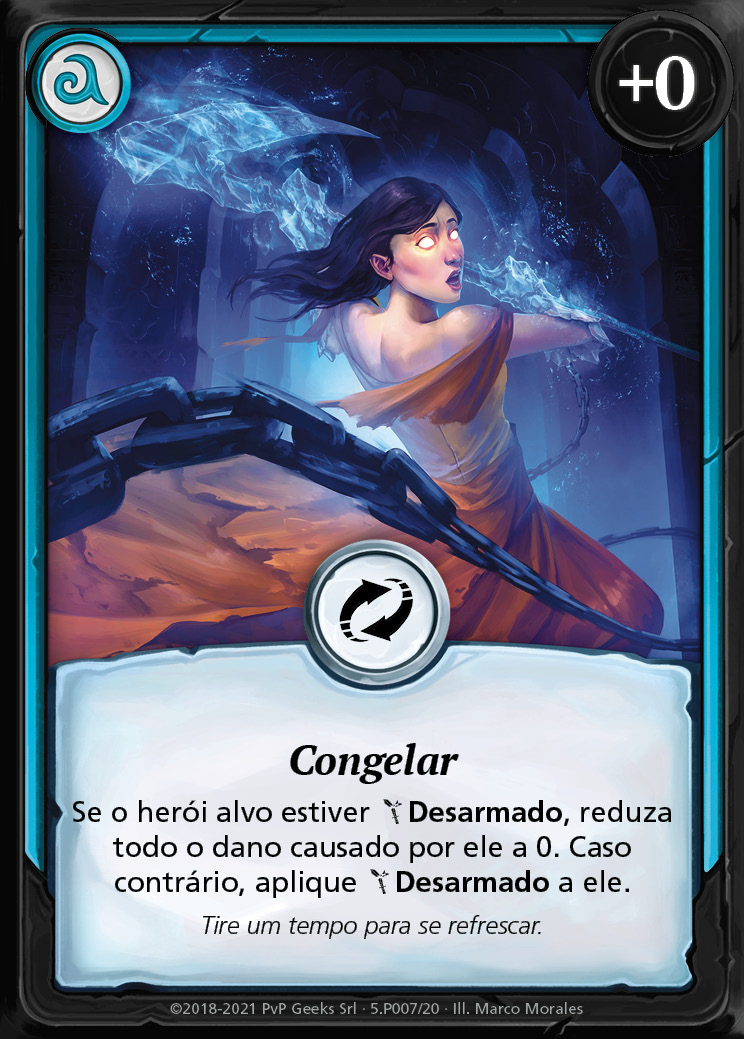 a
+0
Congelar
Se o herói alvo estiver Desarmado, reduza
todo o dano causado por ele a 0. Caso
contrário, aplique Desarmado a ele.
Tire um tempo para se refrescar.
©2018-2021 PvP Geeks Srl · 5.P007/20 · Ill. Marco Morales